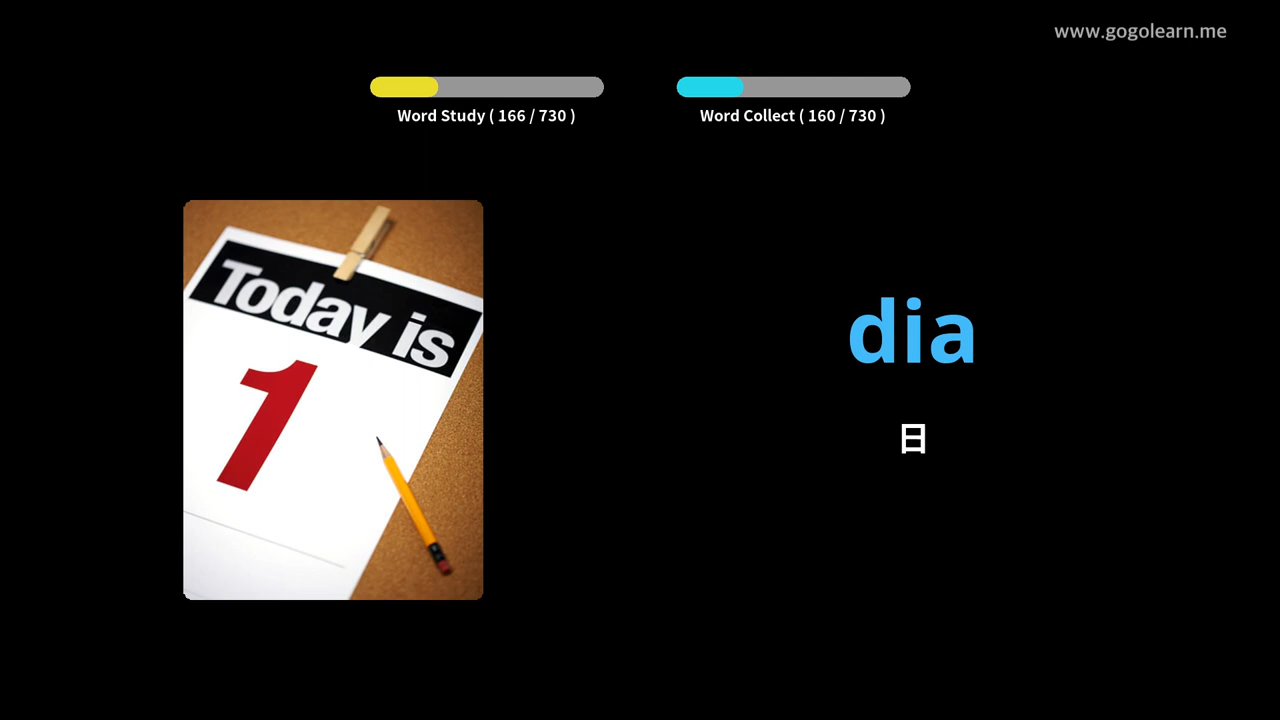 www.gogolearn.me
Word Study ( 166 / 730 )
Word Collect ( 160 / 730 )
Today is
1
dia
日